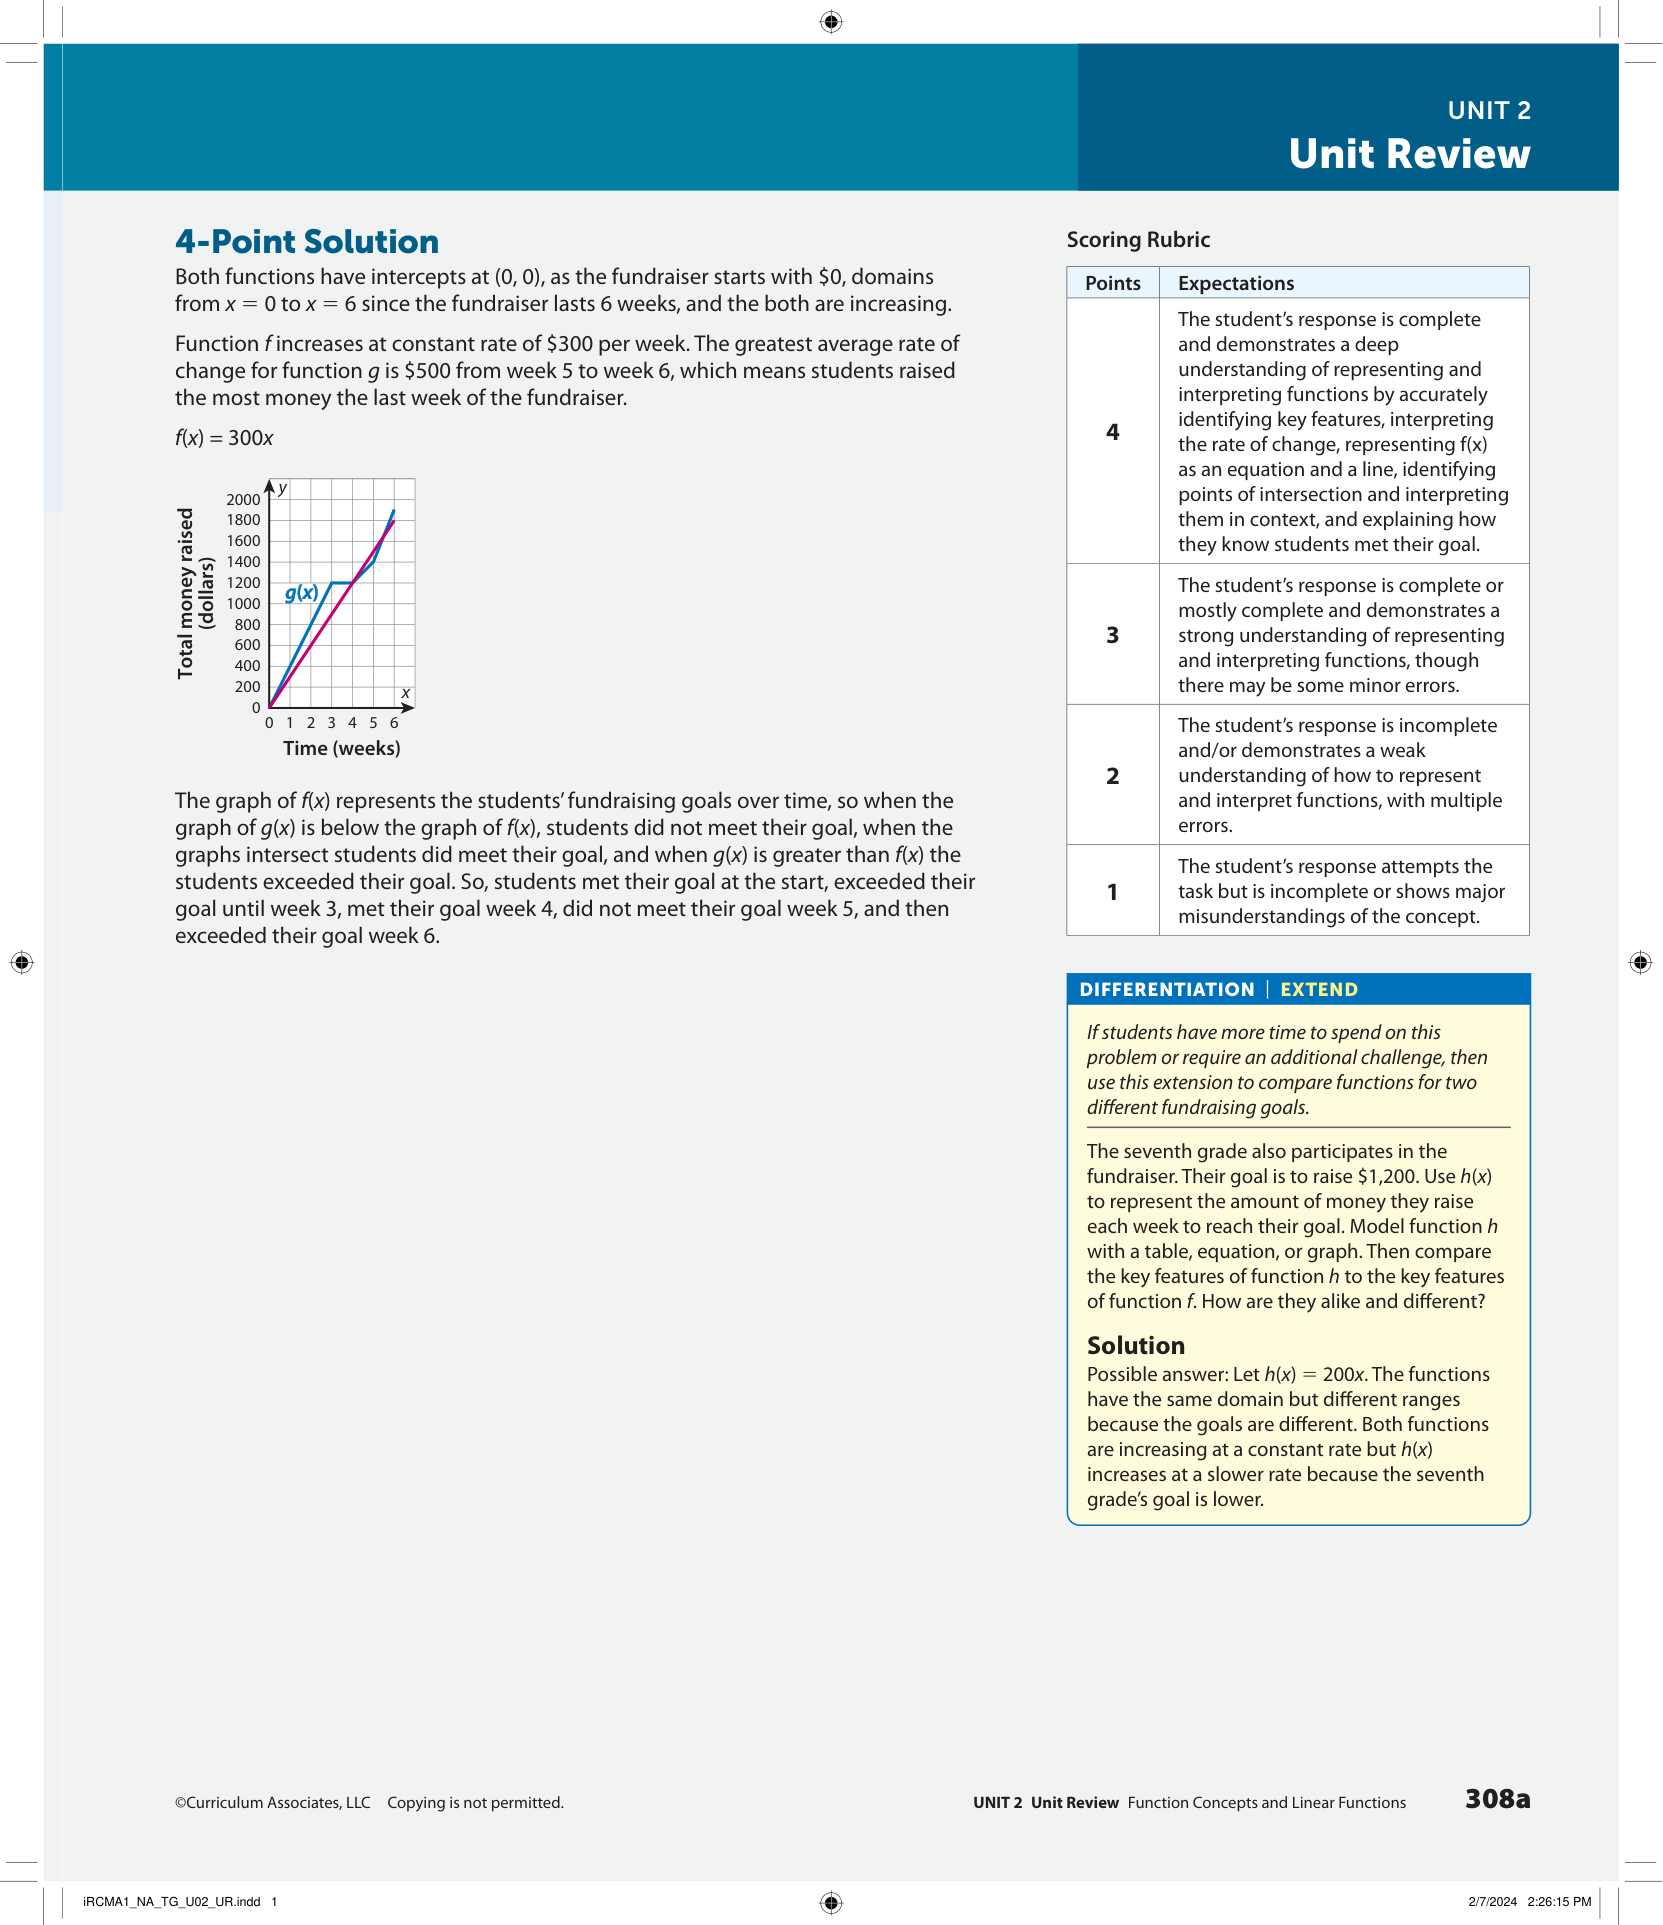 UNIT 2
Unit Review
4-Point Solution
Both functions have intercepts at (0, 0), as the fundraiser starts with $0, domains
from x = 0 to x = 6 since the fundraiser lasts 6 weeks, and the both are increasing.
Function f increases at constant rate of $300 per week. The greatest average rate of
change for function g is $500 from week 5 to week 6, which means students raised
the most money the last week of the fundraiser.
f(x) = 300x
Total money raised
(dollars)
y
2000
1800
1600
1400
1200
1000
800
600
400
200
0
g(x)
x
0 1 2 3 4 5 6
Time (weeks)
The graph of f(x) represents the students’ fundraising goals over time, so when the
graph of g(x) is below the graph of f(x), students did not meet their goal, when the
graphs intersect students did meet their goal, and when g(x) is greater than f(x) the
students exceeded their goal. So, students met their goal at the start, exceeded their
goal until week 3, met their goal week 4, did not meet their goal week 5, and then
exceeded their goal week 6.
Scoring Rubric
Points Expectations
4
The student’s response is complete
and demonstrates a deep
understanding of representing and
interpreting functions by accurately
identifying key features, interpreting
the rate of change, representing f(x)
as an equation and a line, identifying
points of intersection and interpreting
them in context, and explaining how
they know students met their goal.
3
The student’s response is complete or
mostly complete and demonstrates a
strong understanding of representing
and interpreting functions, though
there may be some minor errors.
2
The student’s response is incomplete
and/or demonstrates a weak
understanding of how to represent
and interpret functions, with multiple
errors.
1
The student’s response attempts the
task but is incomplete or shows major
misunderstandings of the concept.
DIFFERENTIATION | EXTEND
If students have more time to spend on this
problem or require an additional challenge, then
use this extension to compare functions for two
different fundraising goals.
The seventh grade also participates in the
fundraiser. Their goal is to raise $1,200. Use h(x)
to represent the amount of money they raise
each week to reach their goal. Model function h
with a table, equation, or graph. Then compare
the key features of function h to the key features
of function f. How are they alike and different?
Solution
Possible answer: Let h(x) = 200x. The functions
have the same domain but different ranges
because the goals are different. Both functions
are increasing at a constant rate but h(x)
increases at a slower rate because the seventh
grade’s goal is lower.
©Curriculum Associates, LLC Copying is not permitted.
UNIT 2 Unit Review Function Concepts and Linear Functions 308a
iRCMA1_NA_TG_U02_UR.indd 1
2/7/2024 2:26:15 PM